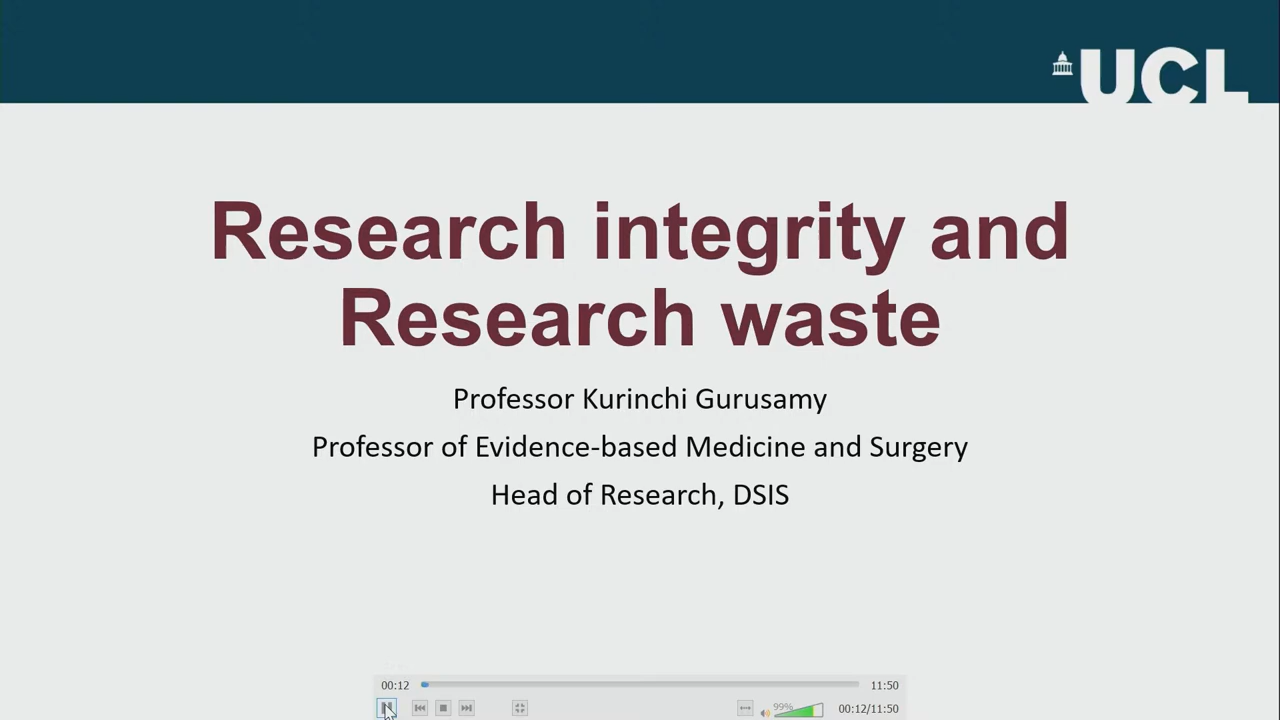 UCL
Research integrity and
Research waste
Professor Kurinchi Gurusamy
Professor of Evidence-based Medicine and Surgery
Head of Research, DSIS
00:12
11:50
99%
00:12/11:50